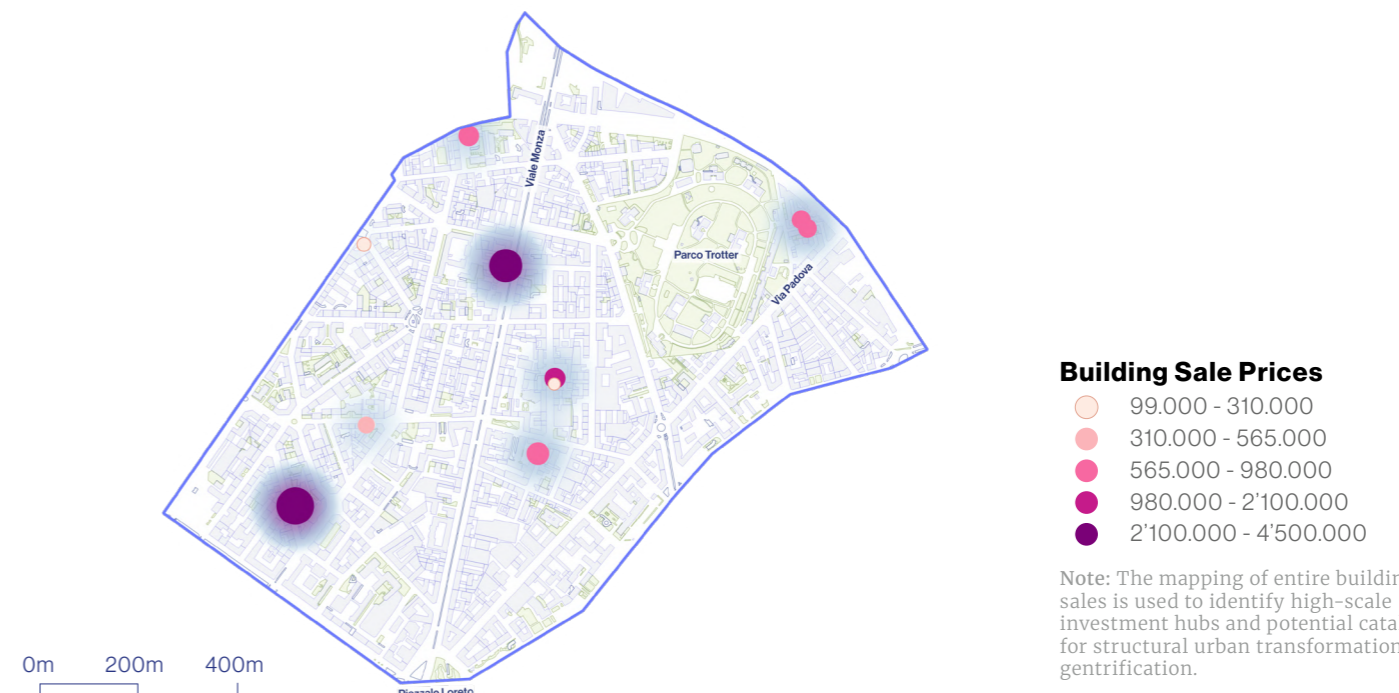 Viale Monza
Parco Trotter
Via Padova
Building Sale Prices
99.000 - 310.000
310.000 - 565.000
565.000 - 980.000
980.000 - 2'100.000
2'100.000 - 4'500.000
Note: The mapping of entire buildin
sales is used to identify high-scale
investment hubs and potential cata
for structural urban transformation
gentrification.
0m 200m 400m
Piazzale Loreto